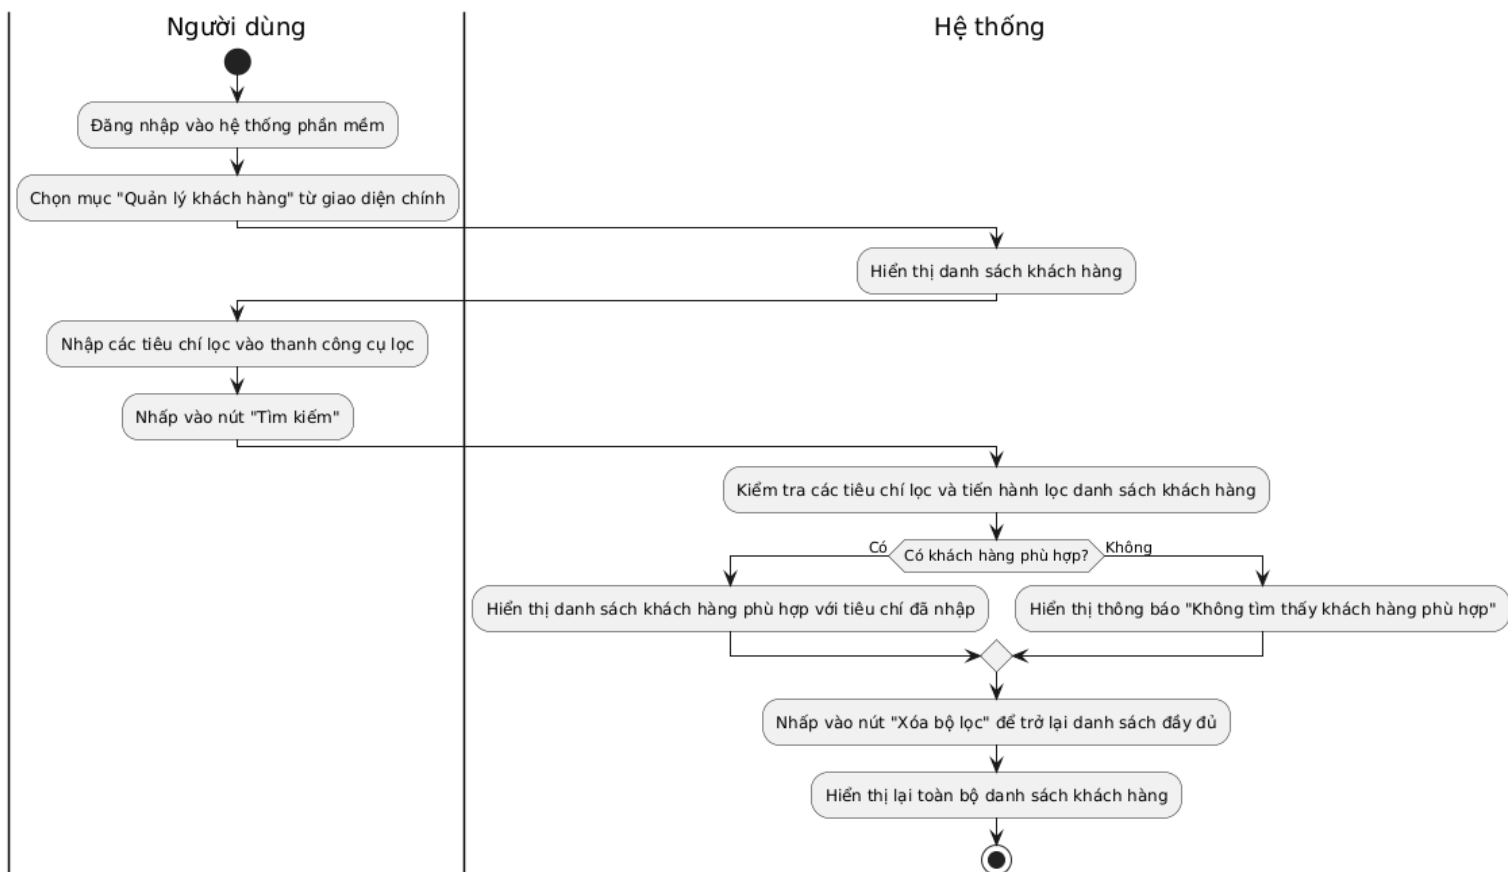 Người dùng
Hệ thống
Đăng nhập vào hệ thống phần mềm
Chọn mục "Quản lý khách hàng" từ giao diện chính
Hiển thị danh sách khách hàng
Nhập các tiêu chí lọc vào thanh công cụ lọc
Nhấp vào nút "Tìm kiếm"
Kiểm tra các tiêu chí lọc và tiến hành lọc danh sách khách hàng
Có
Có khách hàng phù hợp?
Không
Hiển thị danh sách khách hàng phù hợp với tiêu chí đã nhập
Hiển thị thông báo "Không tìm thấy khách hàng phù hợp"
Nhấp vào nút "Xóa bộ lọc" để trở lại danh sách đầy đủ
Hiển thị lại toàn bộ danh sách khách hàng